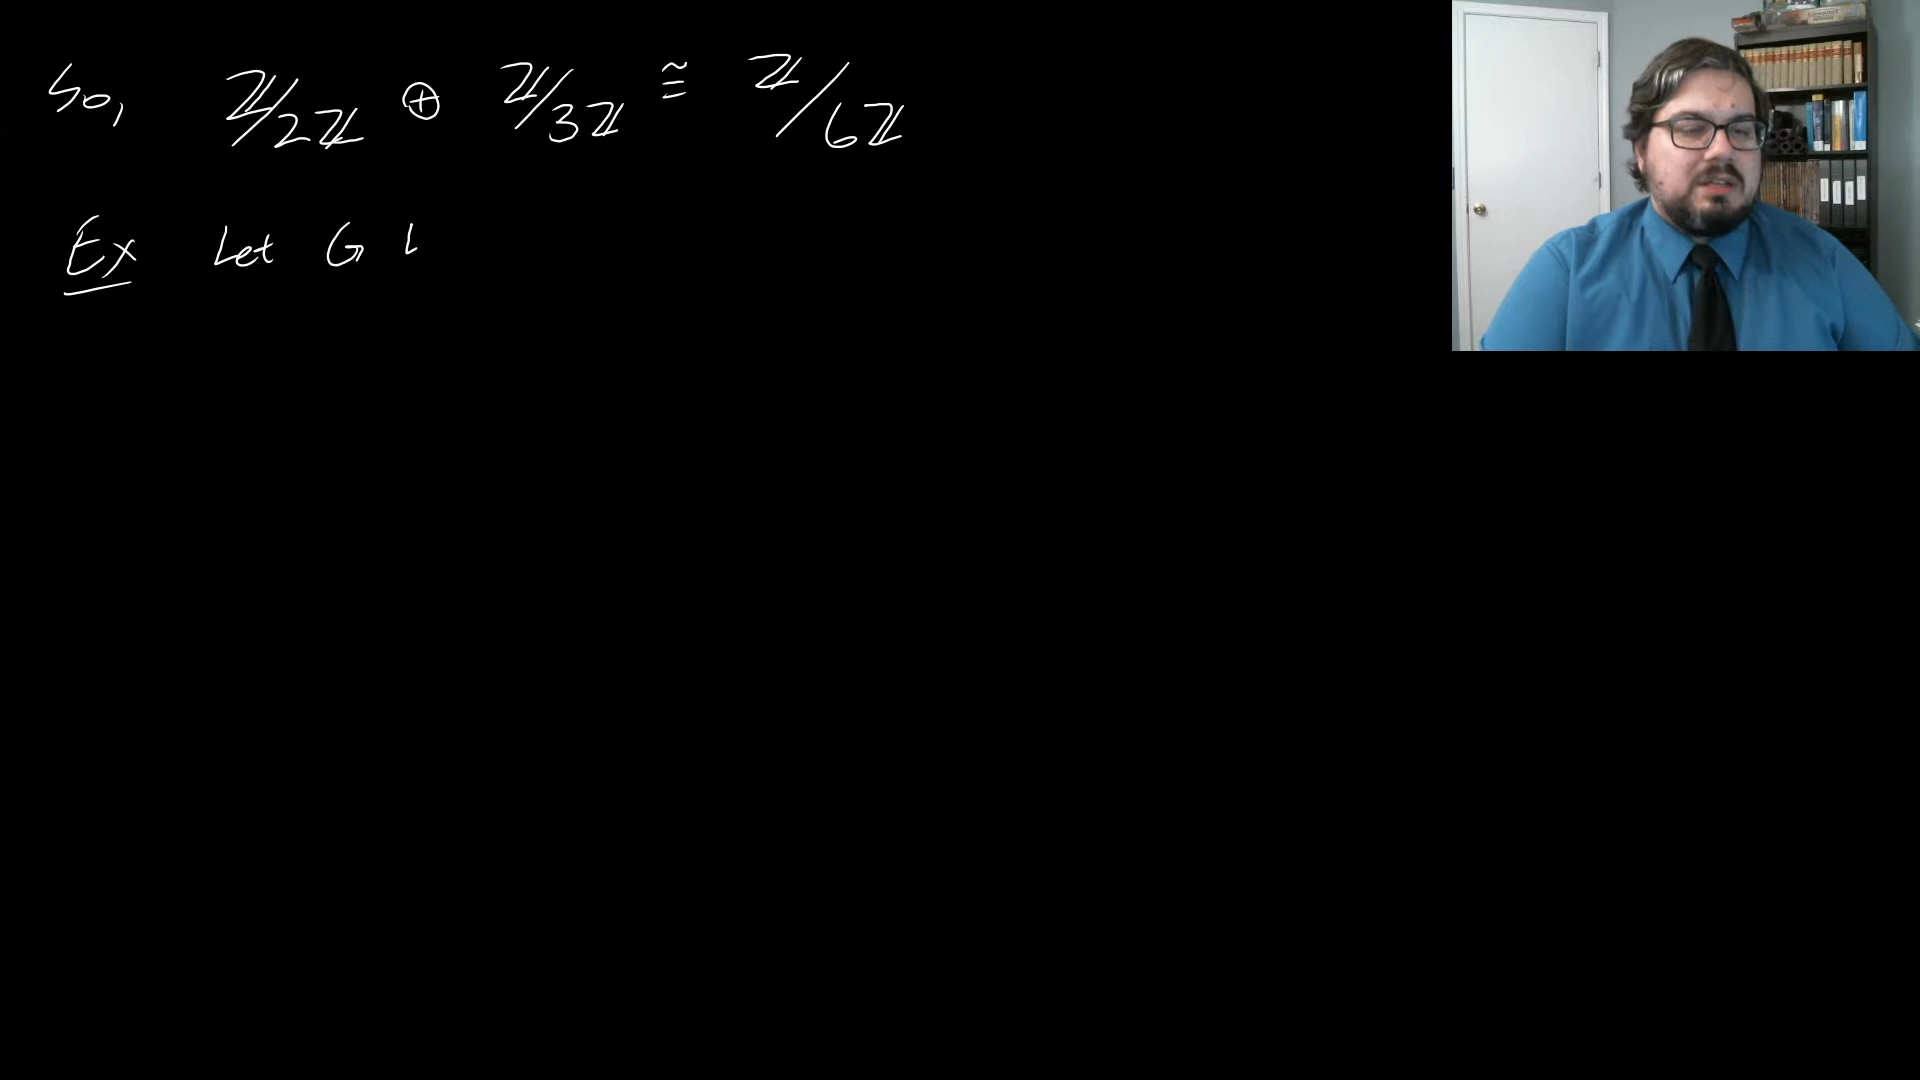 So, ℤ/2ℤ ⊕ ℤ/3ℤ ≅ ℤ/6ℤ
Ex Let G